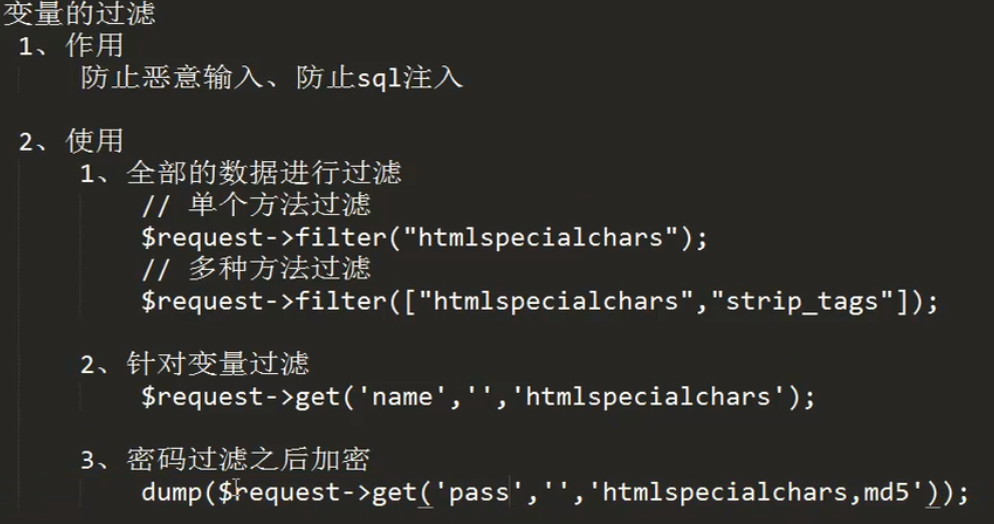 变量的过滤
1、作用
防止恶意输入、防止sql注入
2、使用
1、全部的数据进行过滤
// 单个方法过滤
$request->filter("htmlspecialchars");
// 多种方法过滤
$request->filter(["htmlspecialchars","strip_tags"]);
2、针对变量过滤
$request->get('name','','htmlspecialchars');
3、密码过滤之后加密
dump($request->get('pass','','htmlspecialchars,md5'));